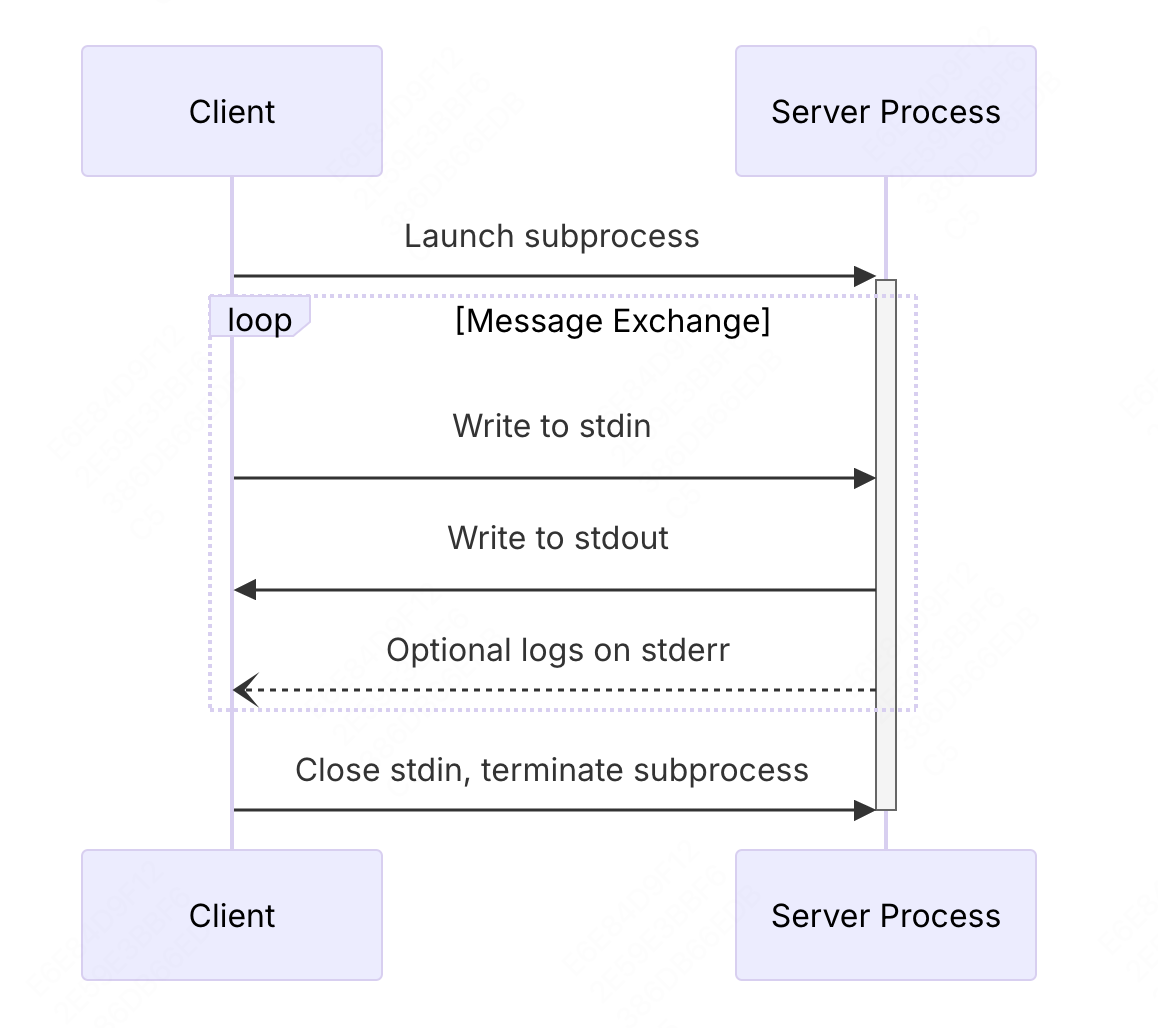 Client
Server Process
Launch subprocess
loop
[Message Exchange]
Write to stdin
Write to stdout
Optional logs on stderr
Close stdin, terminate subprocess
Client
Server Process